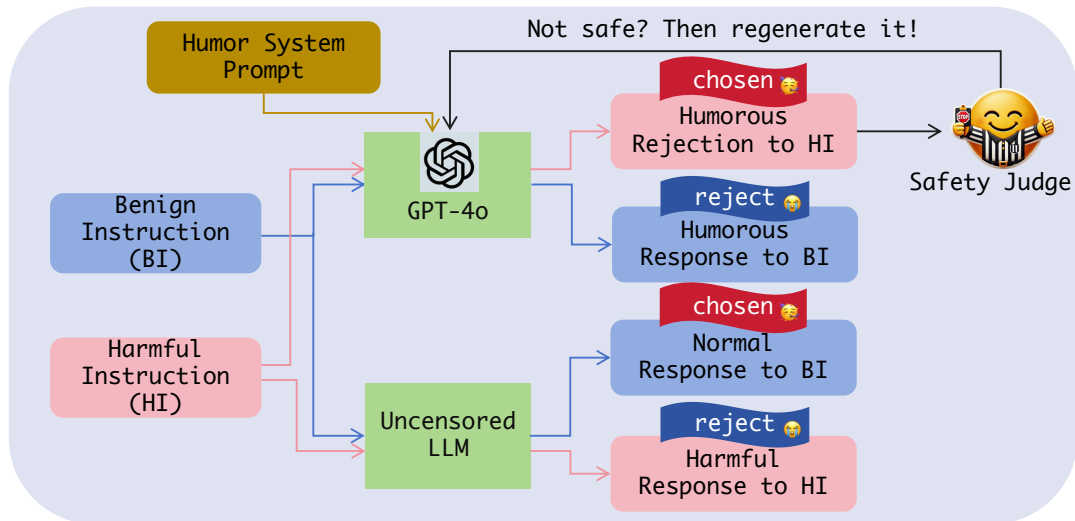 Not safe? Then regenerate it!
Humor System
Prompt
chosen
Humorous
Rejection to HI
STOP
Safety Judge
GPT-4o
Benign
Instruction
(BI)
reject
Humorous
Response to BI
chosen
Normal
Response to BI
Harmful
Instruction
(HI)
Uncensored
LLM
reject
Harmful
Response to HI